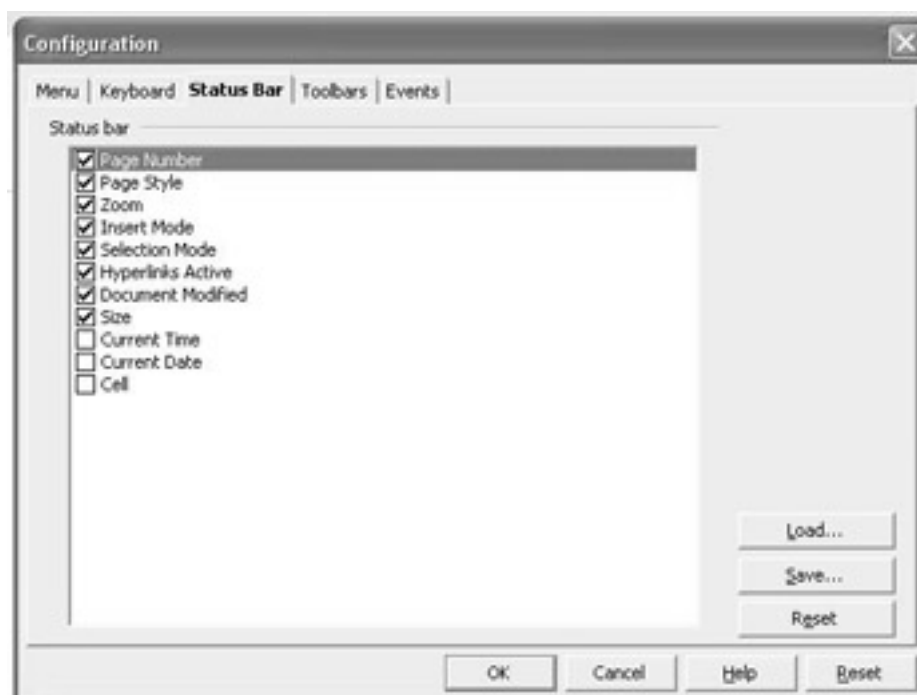 Configuration
Menu Keyboard Status Bar Toolbars Events
Status bar
Page Number
Page Style
Zoom
Insert Mode
Selection Mode
Hyperlinks Active
Document Modified
Size
Current Time
Current Date
Cell
Load...
Save...
Reset
OK Cancel Help Reset